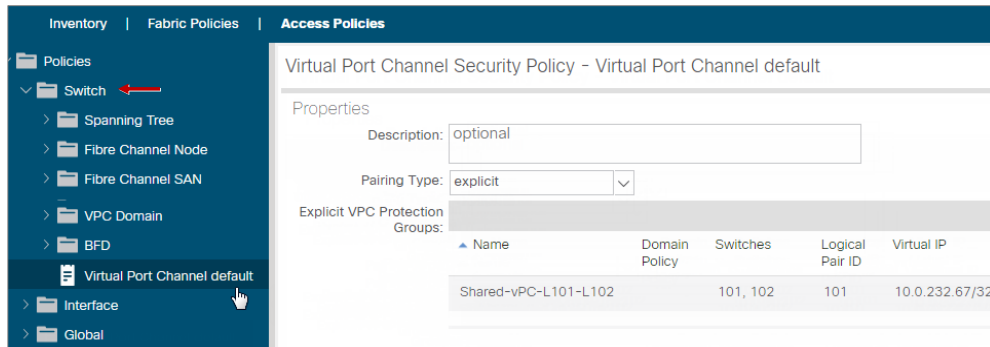 Inventory | Fabric Policies | Access Policies
Policies
Switch
Spanning Tree
Fibre Channel Node
Fibre Channel SAN
VPC Domain
BFD
Virtual Port Channel default
Interface
Global
Virtual Port Channel Security Policy - Virtual Port Channel default
Properties
Description: optional
Pairing Type: explicit
Explicit VPC Protection
Groups:
Name Domain Switches Logical Virtual IP
Policy Pair ID
Shared-vPC-L101-L102 101, 102 101 10.0.232.67/32